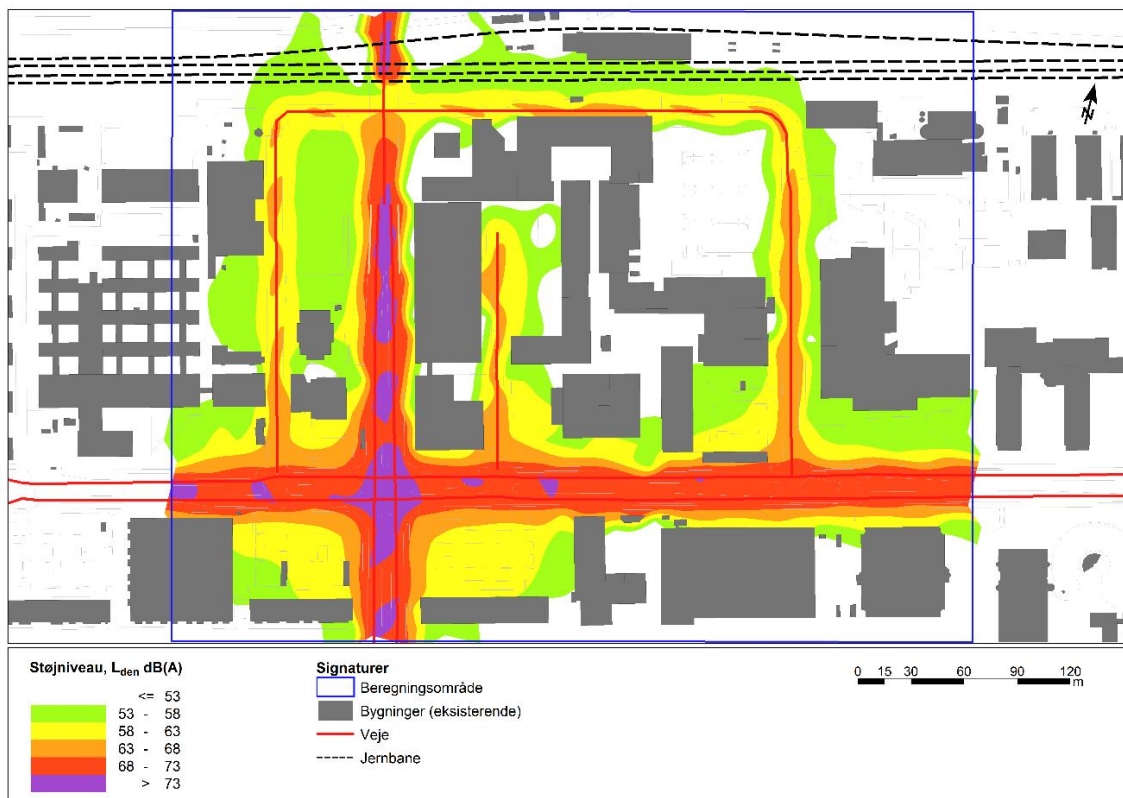 N
Støjniveau, Lden dB(A)
<= 53
53 - 58
58 - 63
63 - 68
68 - 73
> 73
Signaturer
Beregningsområde
Bygninger (eksisterende)
Veje
Jernbane
0 15 30 60 90 120
m